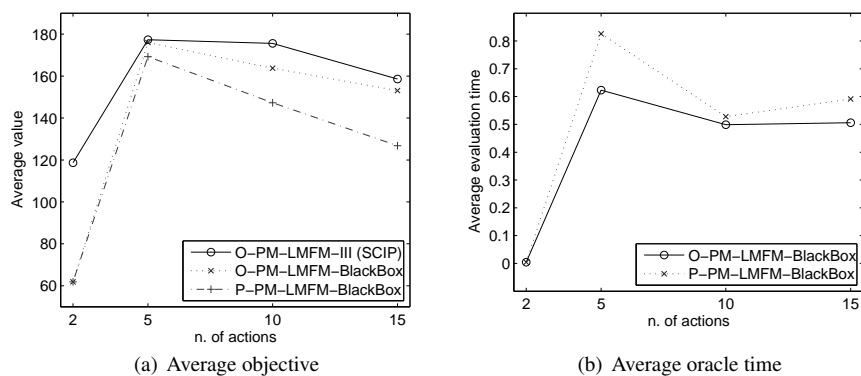 180
160
140
120
100
80
60
Average value
2
5
10
15
n. of actions
O-PM-LMFM-III (SCIP)
O-PM-LMFM-BlackBox
P-PM-LMFM-BlackBox
(a) Average objective
0.8
0.7
0.6
0.5
0.4
0.3
0.2
0.1
0
Average evaluation time
2
5
10
15
n. of actions
O-PM-LMFM-BlackBox
P-PM-LMFM-BlackBox
(b) Average oracle time